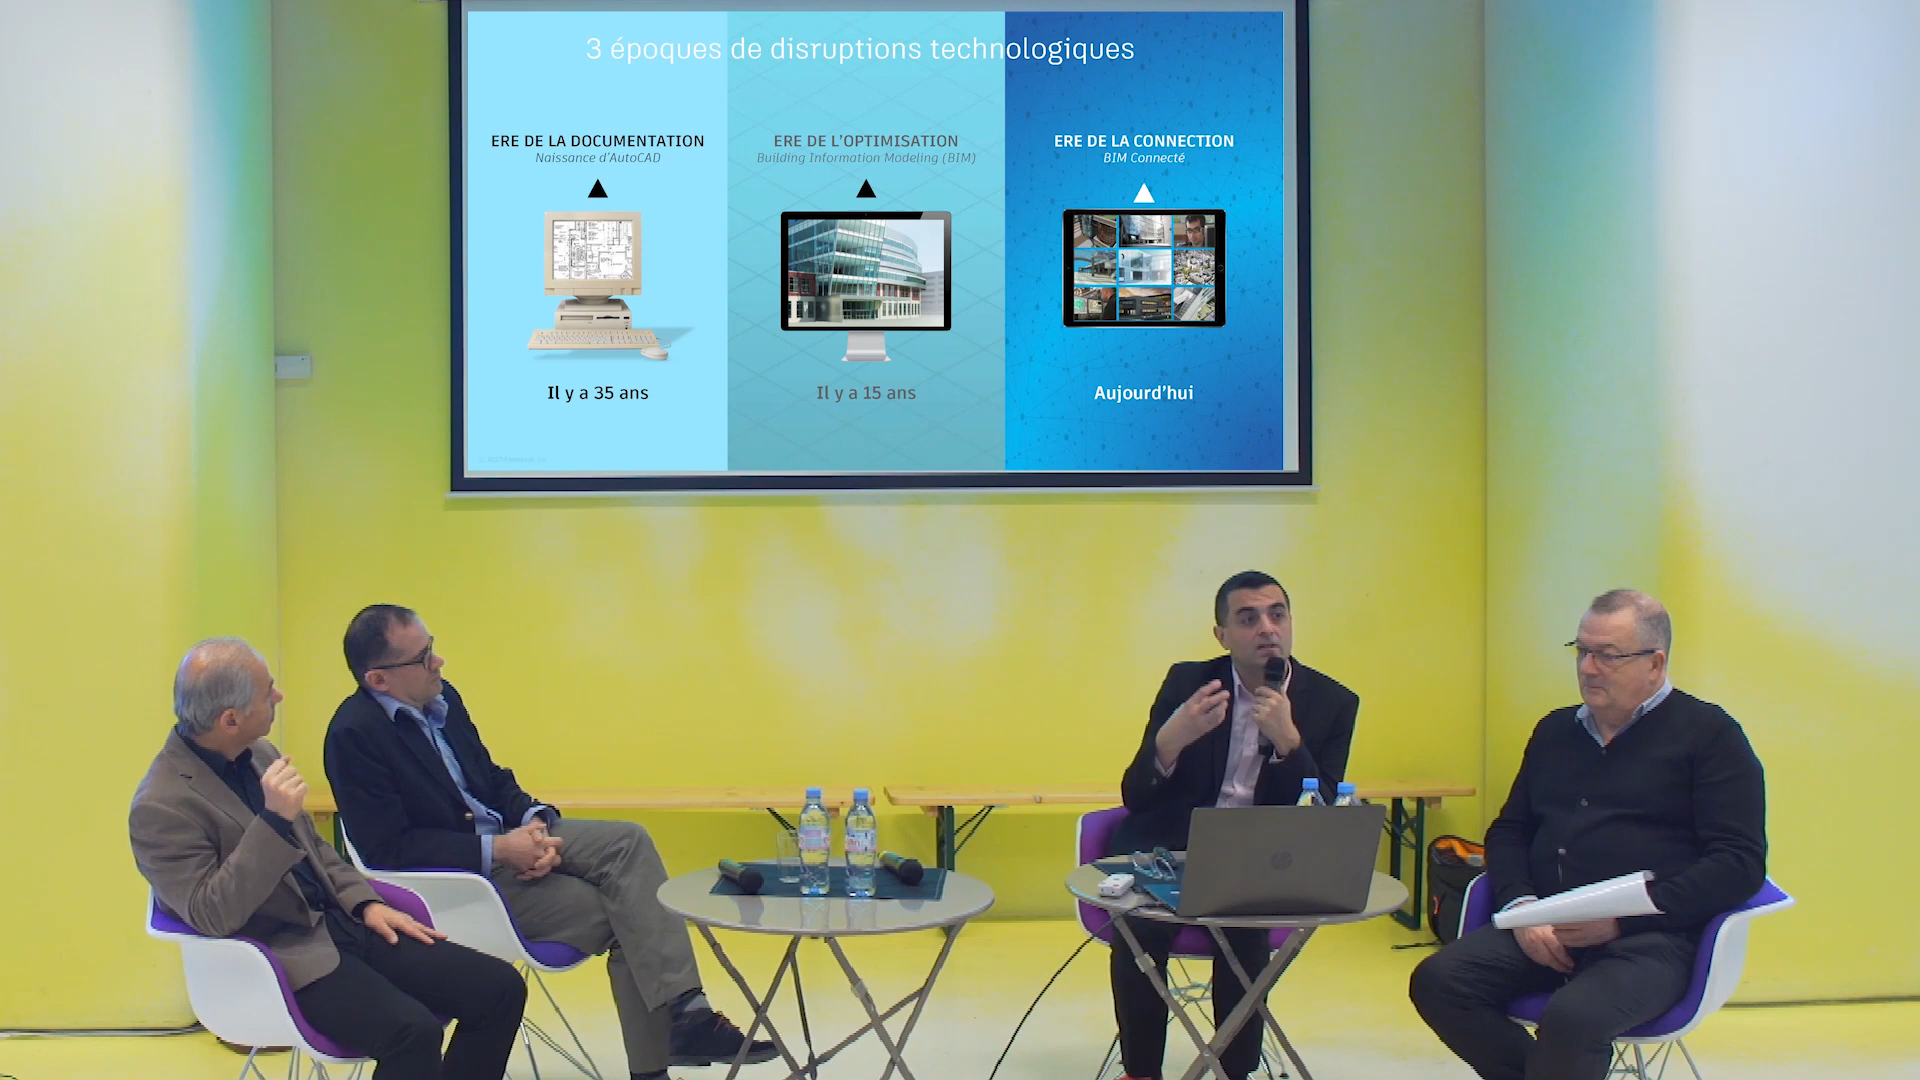 3 époques de disruptions technologiques
ERE DE LA DOCUMENTATION
Naissance d'AutoCAD
Il y a 35 ans
ERE DE L'OPTIMISATION
Building Information Modeling (BIM)
Il y a 15 ans
ERE DE LA CONNECTION
BIM Connecté
Aujourd'hui
hp